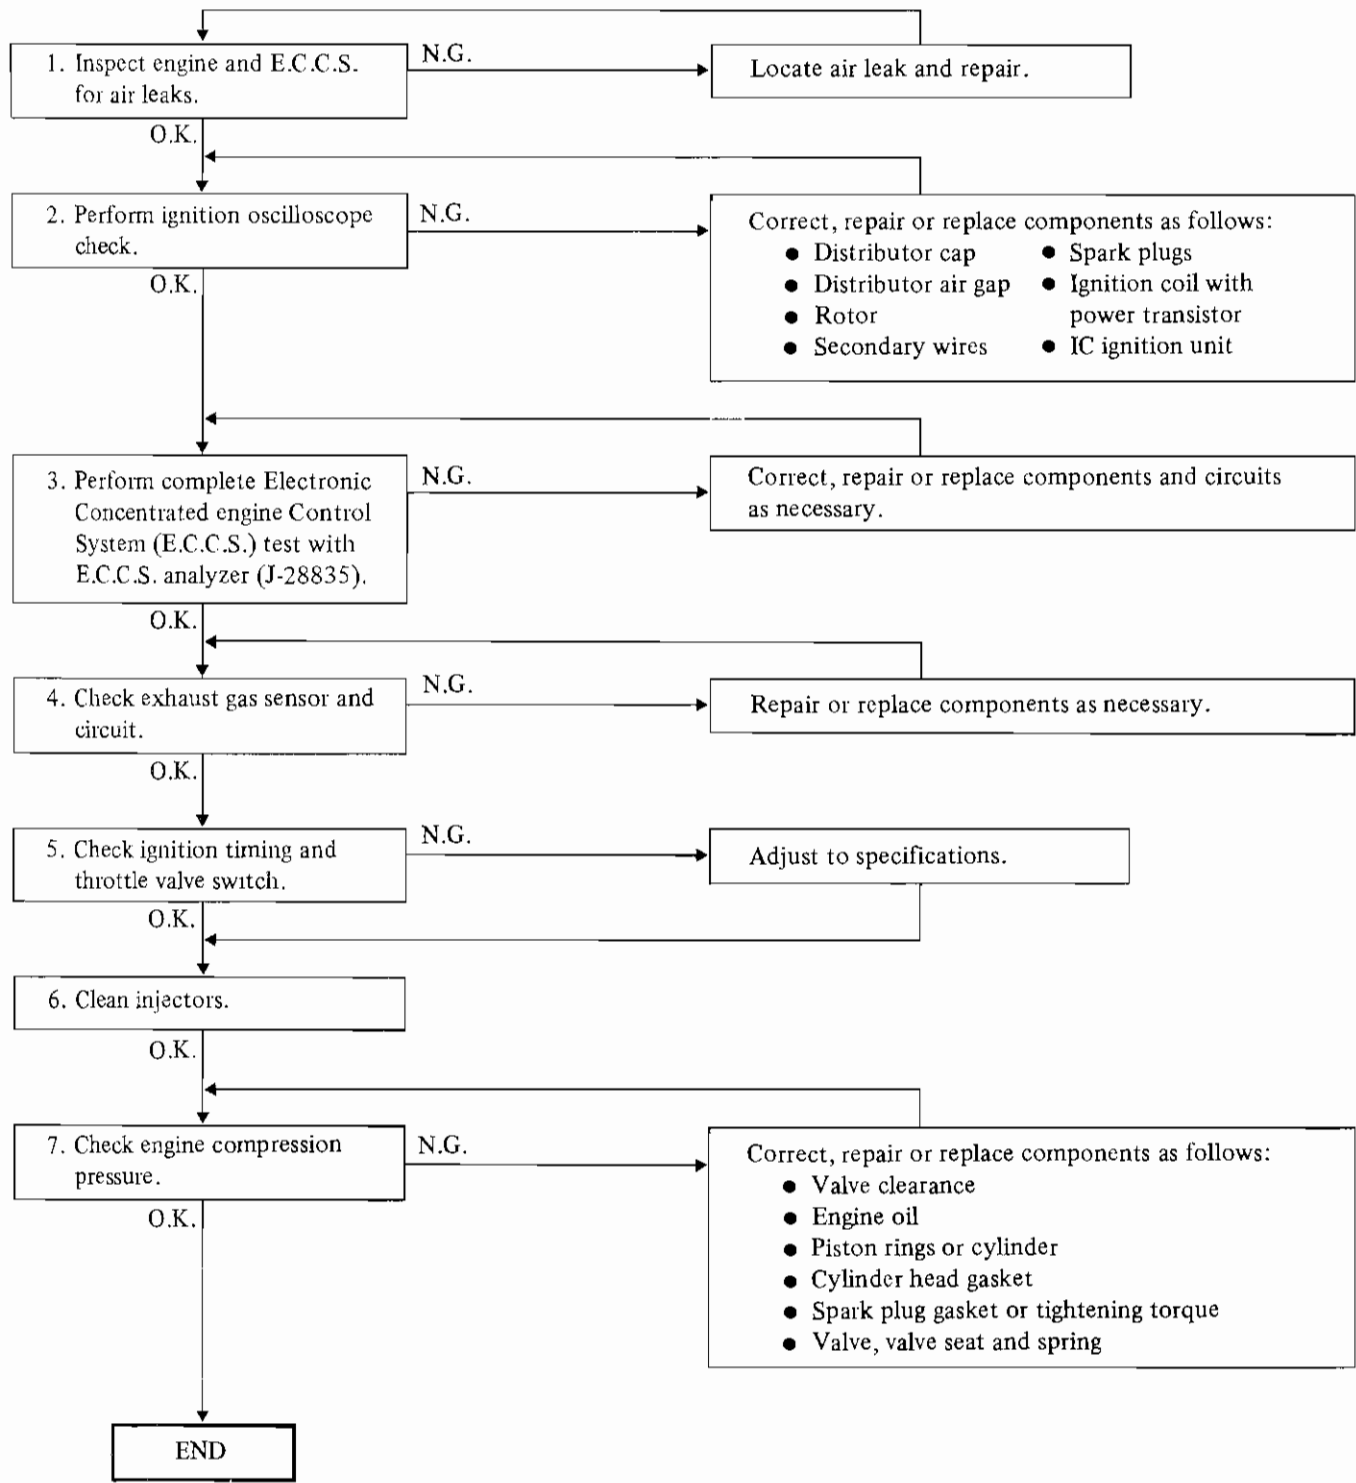 1. Inspect engine and E.C.C.S.
for air leaks.
N.G.
Locate air leak and repair.
O.K.
2. Perform ignition oscilloscope
check.
N.G.
Correct, repair or replace components as follows:
● Distributor cap
● Distributor air gap
● Rotor
● Secondary wires
● Spark plugs
● Ignition coil with
power transistor
● IC ignition unit
O.K.
3. Perform complete Electronic
Concentrated engine Control
System (E.C.C.S.) test with
E.C.C.S. analyzer (J-28835).
N.G.
Correct, repair or replace components and circuits
as necessary.
O.K.
4. Check exhaust gas sensor and
circuit.
N.G.
Repair or replace components as necessary.
O.K.
5. Check ignition timing and
throttle valve switch.
N.G.
Adjust to specifications.
O.K.
6. Clean injectors.
O.K.
7. Check engine compression
pressure.
N.G.
Correct, repair or replace components as follows:
● Valve clearance
● Engine oil
● Piston rings or cylinder
● Cylinder head gasket
● Spark plug gasket or tightening torque
● Valve, valve seat and spring
O.K.
END